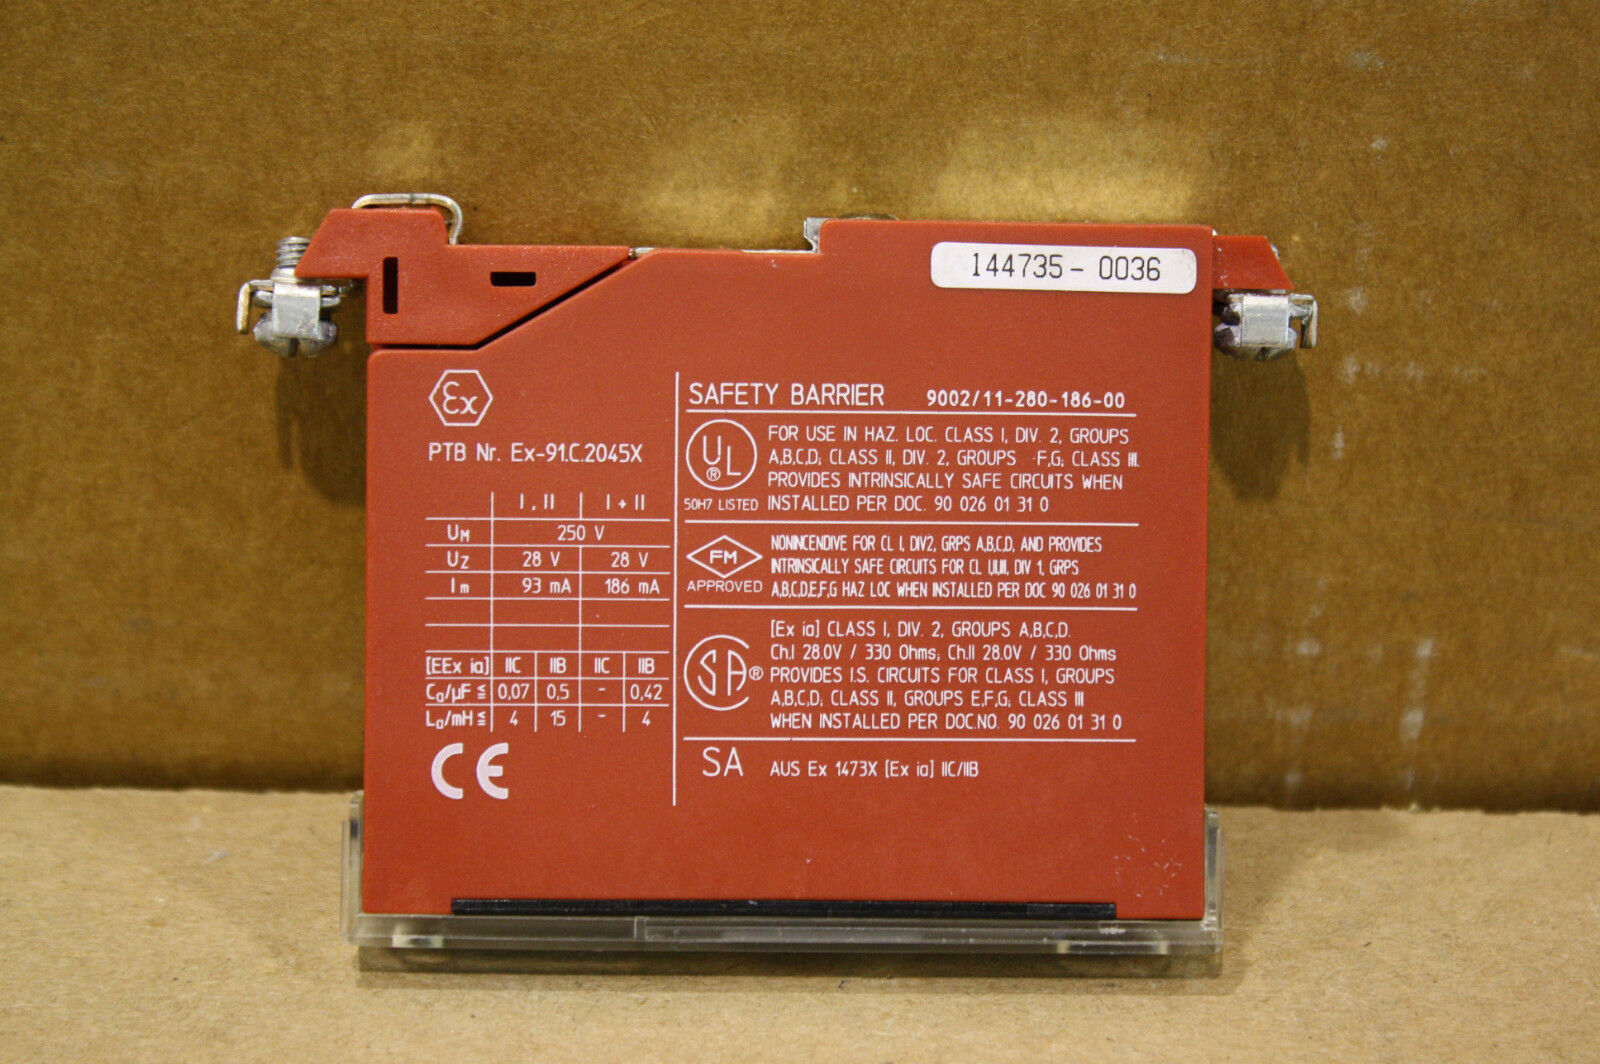 144735-0036
Ex
PTB Nr. Ex-91.C.2045X
I, II I + II
UM 250 V
UZ 28 V 28 V
Im 93 mA 186 mA
[EEx ia] IIC IIB IIC IIB
Ca/µF ≤ 0,07 0,5 - 0,42
La/mH ≤ 4 15 - 4
CE
SAFETY BARRIER 9002/11-280-186-00
UL ®
50H7 LISTED
FOR USE IN HAZ. LOC. CLASS I, DIV. 2, GROUPS
A,B,C,D; CLASS II, DIV. 2, GROUPS F,G; CLASS III.
PROVIDES INTRINSICALLY SAFE CIRCUITS WHEN
INSTALLED PER DOC. 90 026 01 31 0
FM
APPROVED
NONINCENDIVE FOR CL I, DIV2, GRPS A,B,C,D, AND PROVIDES
INTRINSICALLY SAFE CIRCUITS FOR CL I,II,III, DIV 1, GRPS
A,B,C,D,E,F,G HAZ LOC WHEN INSTALLED PER DOC 90 026 01 31 0
SA ®
[Ex ia] CLASS I, DIV. 2, GROUPS A,B,C,D.
Ch.I 28.0V / 330 Ohms; Ch.II 28.0V / 330 Ohms
PROVIDES I.S. CIRCUITS FOR CLASS I, GROUPS
A,B,C,D; CLASS II, GROUPS E,F,G; CLASS III
WHEN INSTALLED PER DOC.NO. 90 026 01 31 0
SA AUS Ex 1473X [Ex ia] IIC/IIB